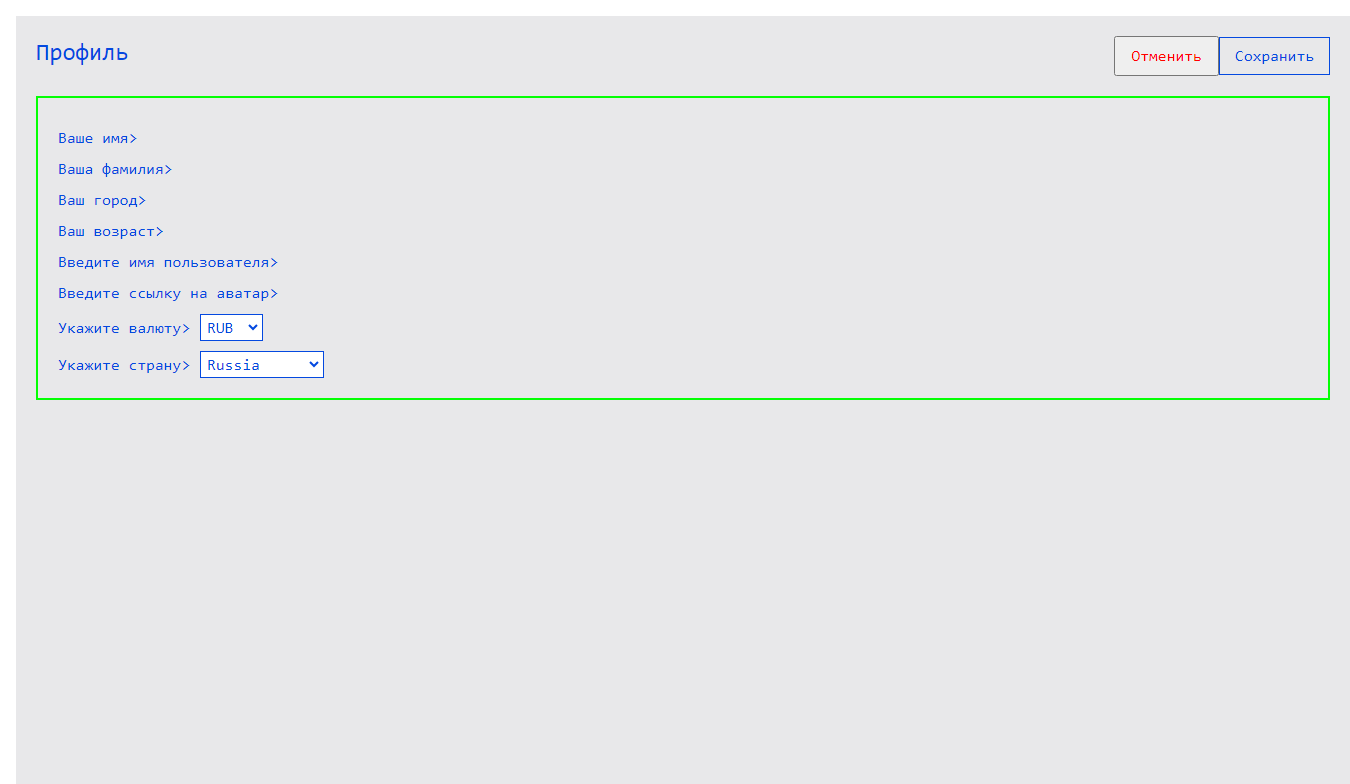 Профиль
Отменить Сохранить
Ваше имя>
Ваша фамилия>
Ваш город>
Ваш возраст>
Введите имя пользователя>
Введите ссылку на аватар>
Укажите валюту> RUB
Укажите страну> Russia